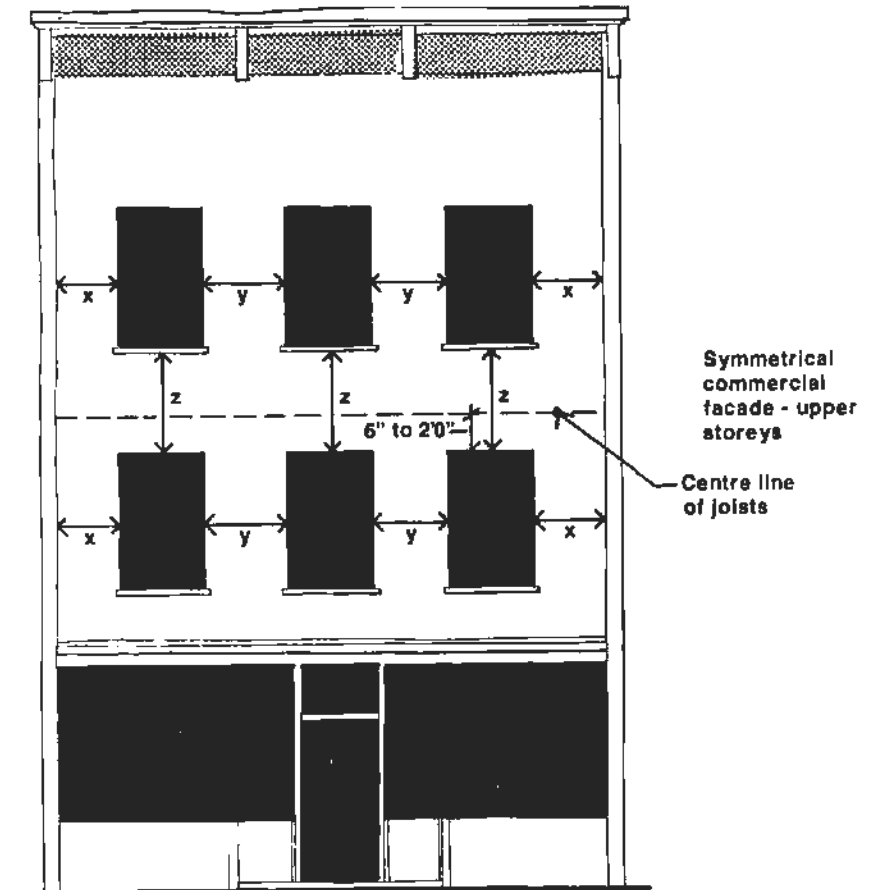 x y y x
z z z
6" to 2'0"
x y y x
Symmetrical
commercial
facade - upper
storeys
Centre line
of joists